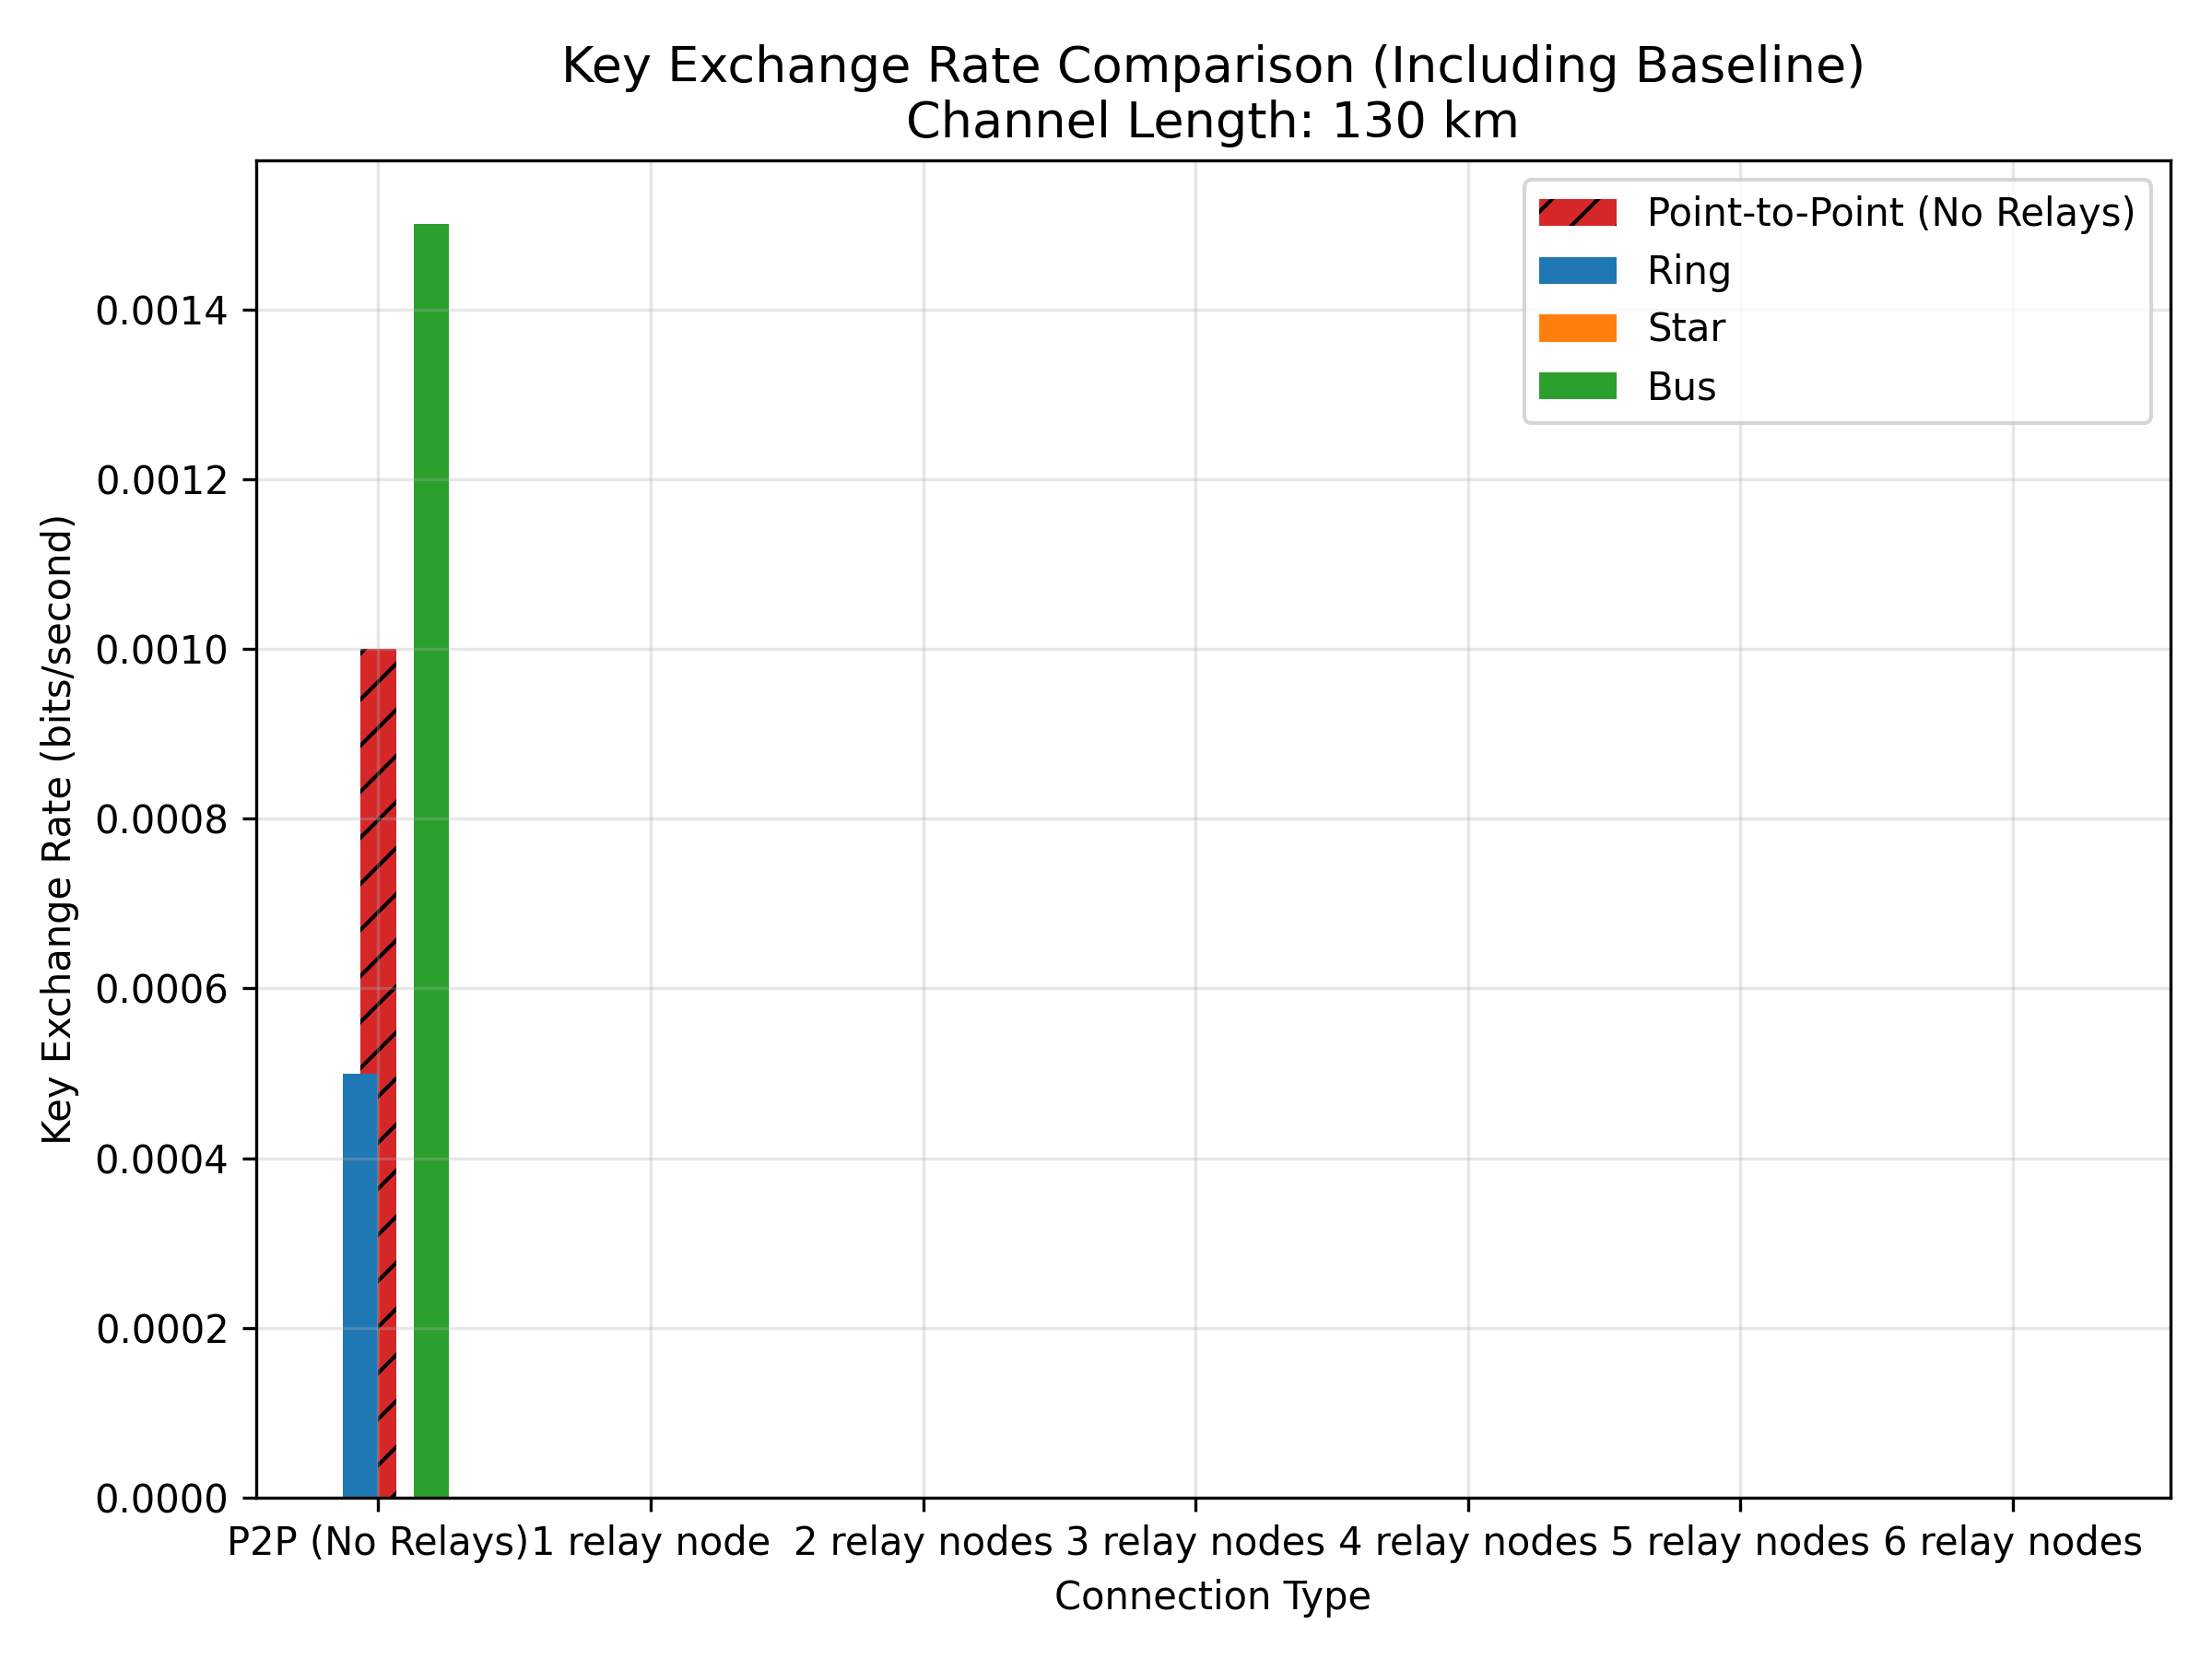 Key Exchange Rate Comparison (Including Baseline)
Channel Length: 130 km
Point-to-Point (No Relays)
Ring
Star
Bus
Key Exchange Rate (bits/second)
0.0014
0.0012
0.0010
0.0008
0.0006
0.0004
0.0002
0.0000
P2P (No Relays) 1 relay node 2 relay nodes 3 relay nodes 4 relay nodes 5 relay nodes 6 relay nodes
Connection Type